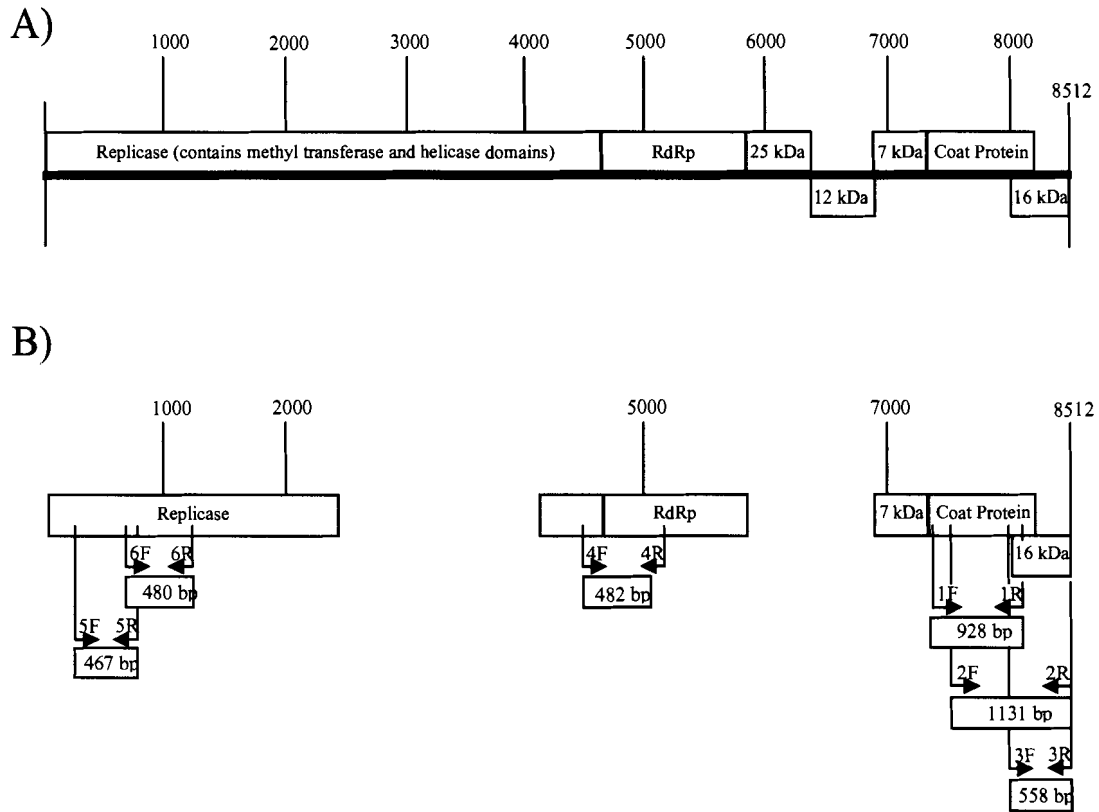 A)
1000 2000 3000 4000 5000 6000 7000 8000
8512
Replicase (contains methyl transferase and helicase domains) RdRp 25 kDa 7 kDa Coat Protein
12 kDa 16 kDa
B)
1000 2000 5000 7000 8512
Replicase RdRp 7 kDa Coat Protein
16 kDa
6F 6R 4F 4R
480 bp 482 bp
1F 1R
5F 5R
928 bp
467 bp
2F 2R
1131 bp
3F 3R
558 bp